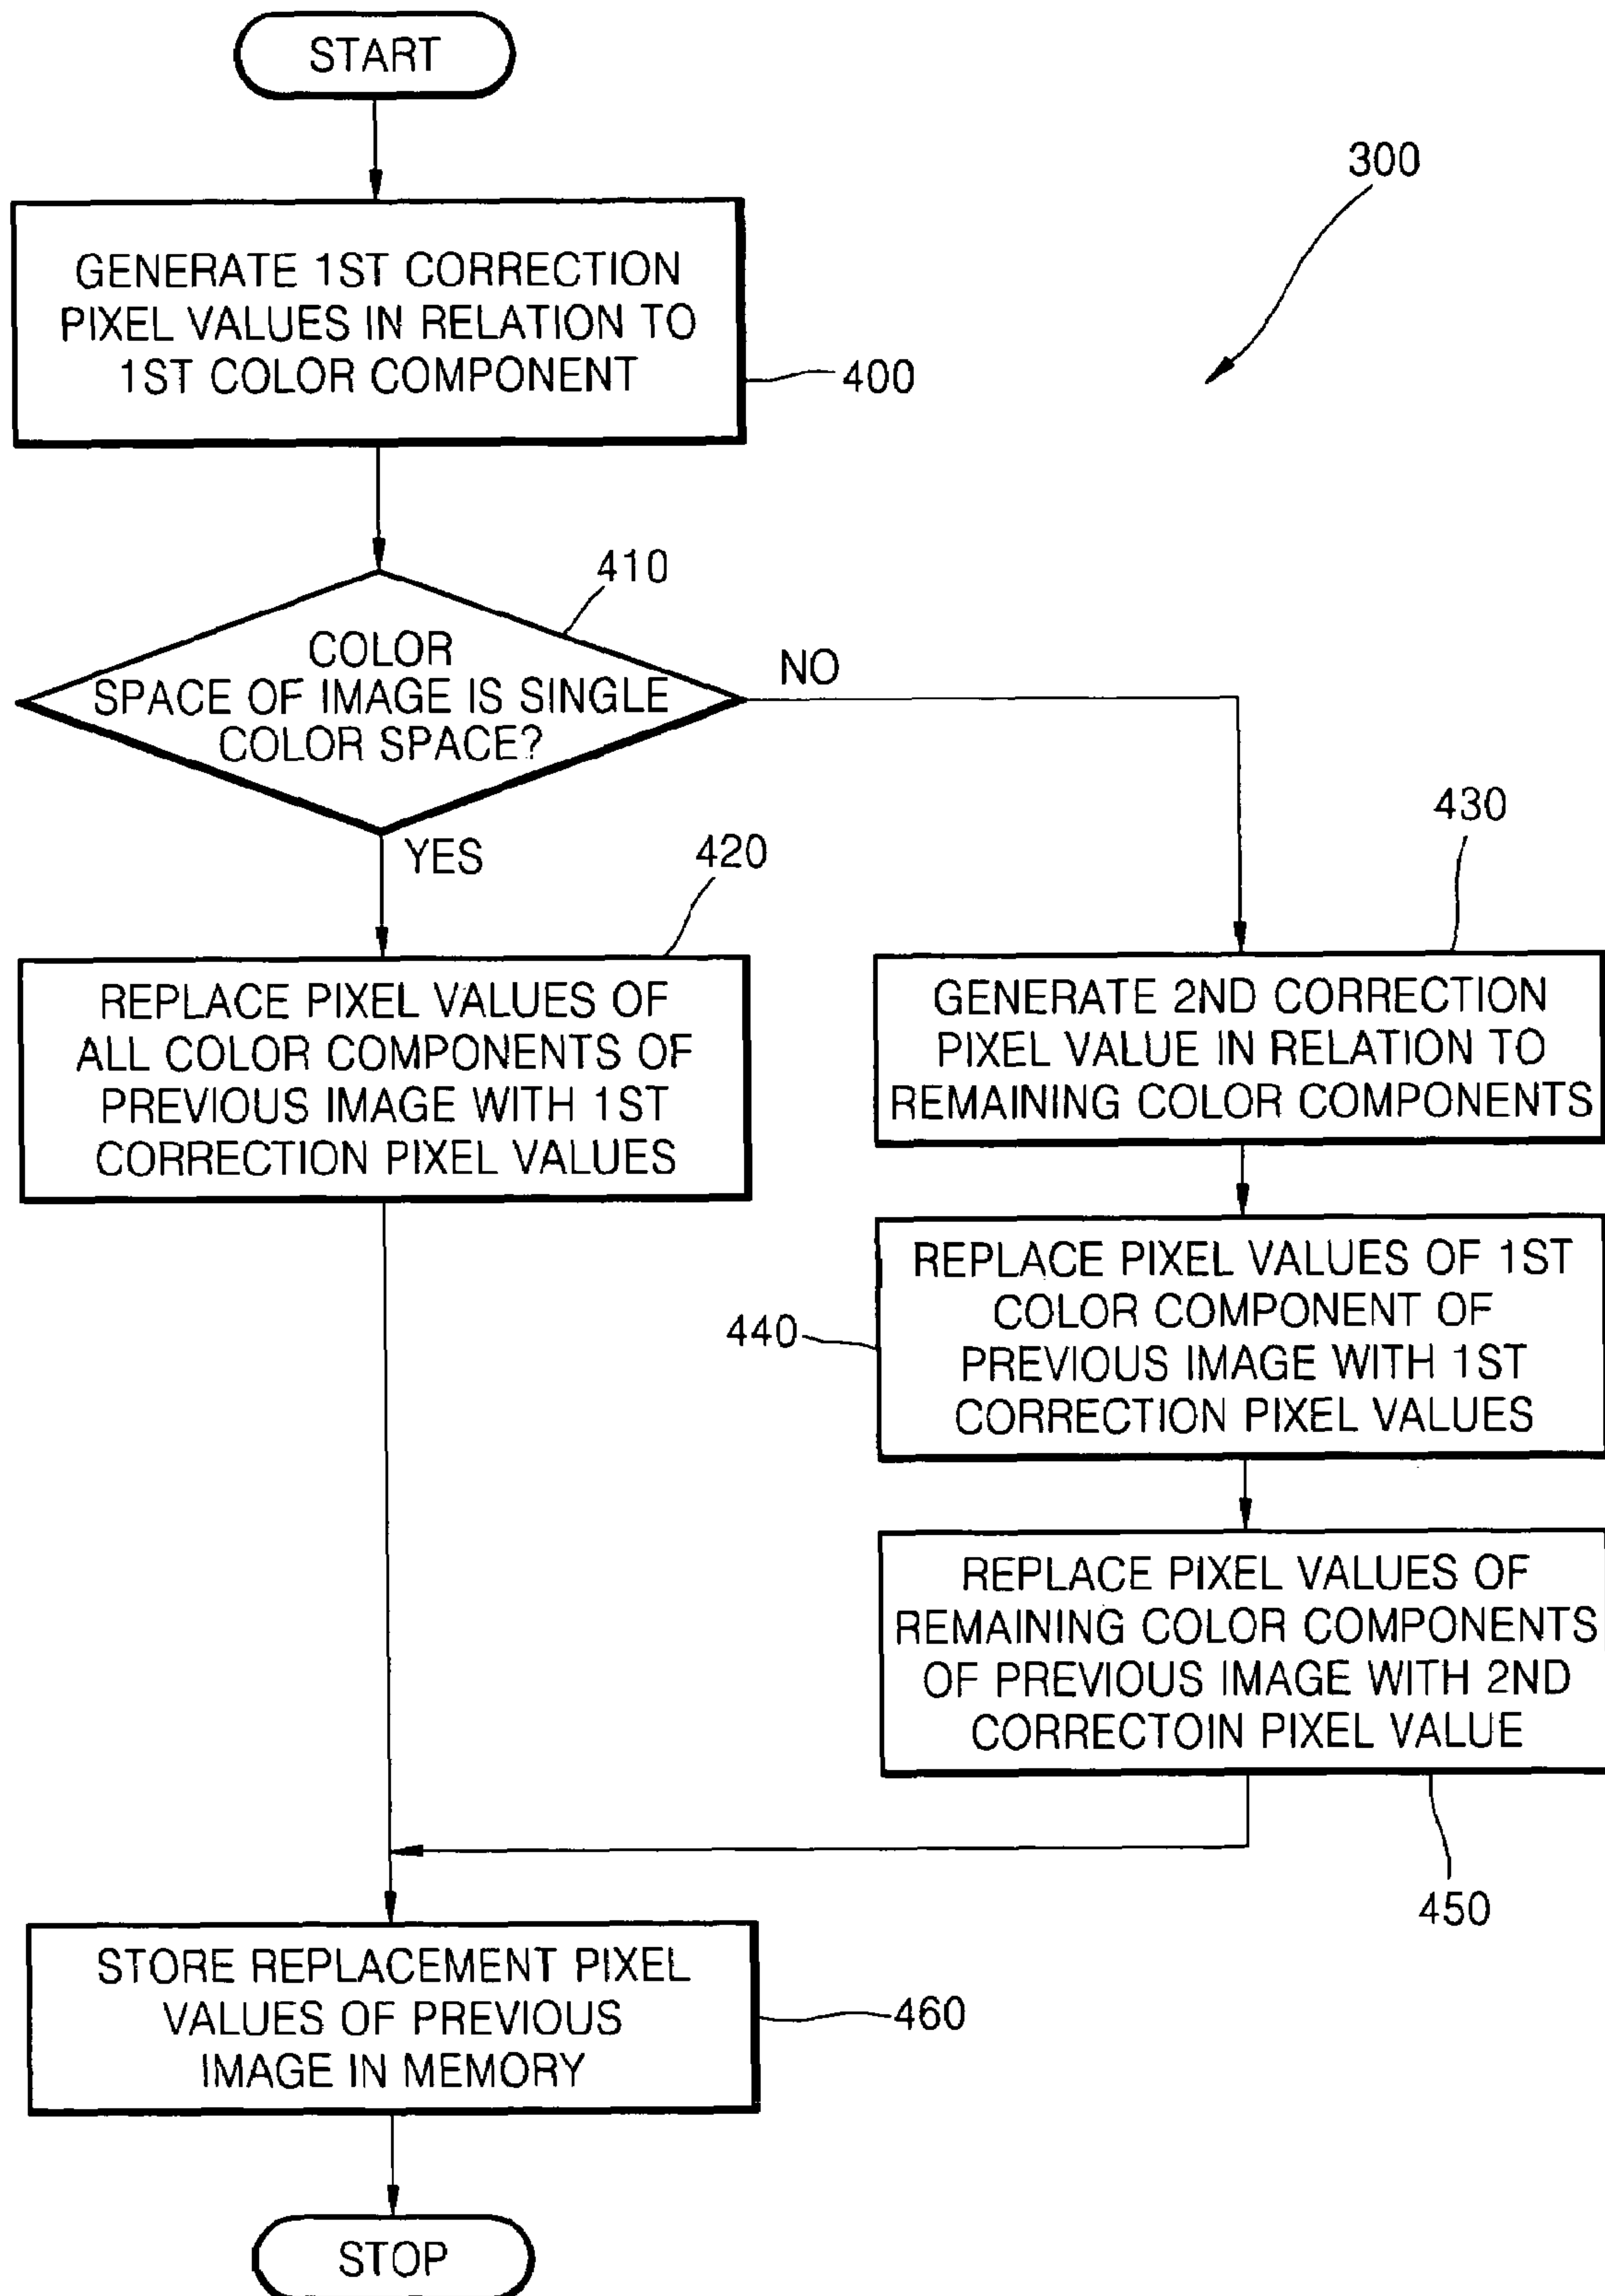 START
300
GENERATE 1ST CORRECTION
PIXEL VALUES IN RELATION TO
1ST COLOR COMPONENT
400
410
COLOR
SPACE OF IMAGE IS SINGLE
COLOR SPACE?
NO
YES
420
REPLACE PIXEL VALUES OF
ALL COLOR COMPONENTS OF
PREVIOUS IMAGE WITH 1ST
CORRECTION PIXEL VALUES
430
GENERATE 2ND CORRECTION
PIXEL VALUE IN RELATION TO
REMAINING COLOR COMPONENTS
440
REPLACE PIXEL VALUES OF 1ST
COLOR COMPONENT OF
PREVIOUS IMAGE WITH 1ST
CORRECTION PIXEL VALUES
REPLACE PIXEL VALUES OF
REMAINING COLOR COMPONENTS
OF PREVIOUS IMAGE WITH 2ND
CORRECTOIN PIXEL VALUE
450
STORE REPLACEMENT PIXEL
VALUES OF PREVIOUS
IMAGE IN MEMORY
460
STOP